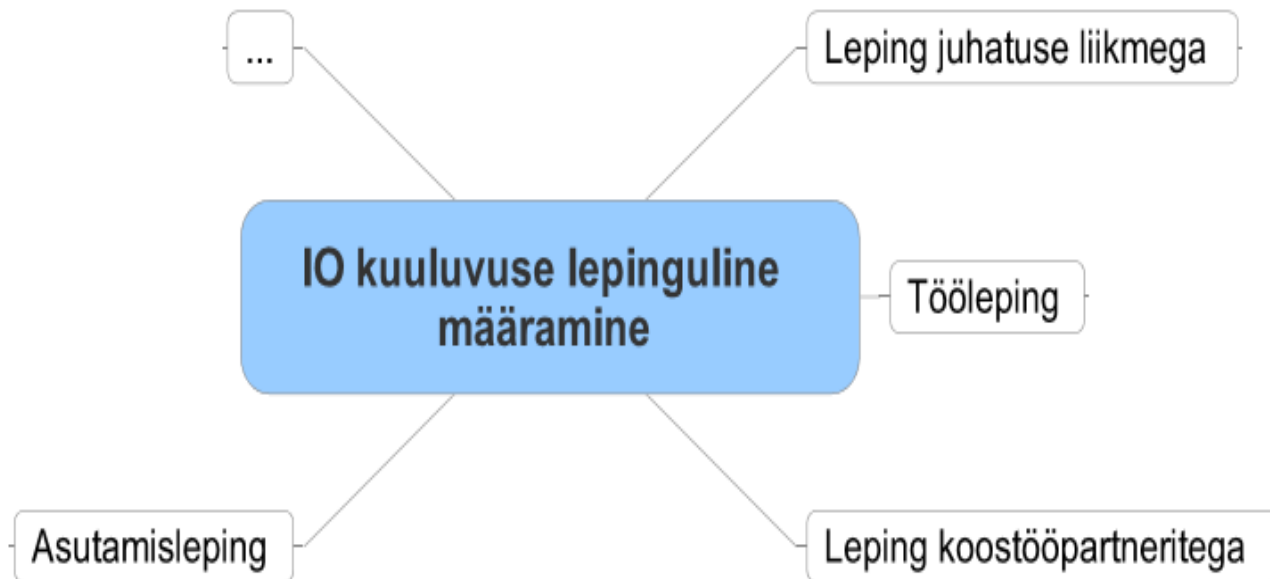 ...
Leping juhatuse liikmega
IO kuuluvuse lepinguline
määramine
Tööleping
Asutamisleping
Leping koostööpartneritega